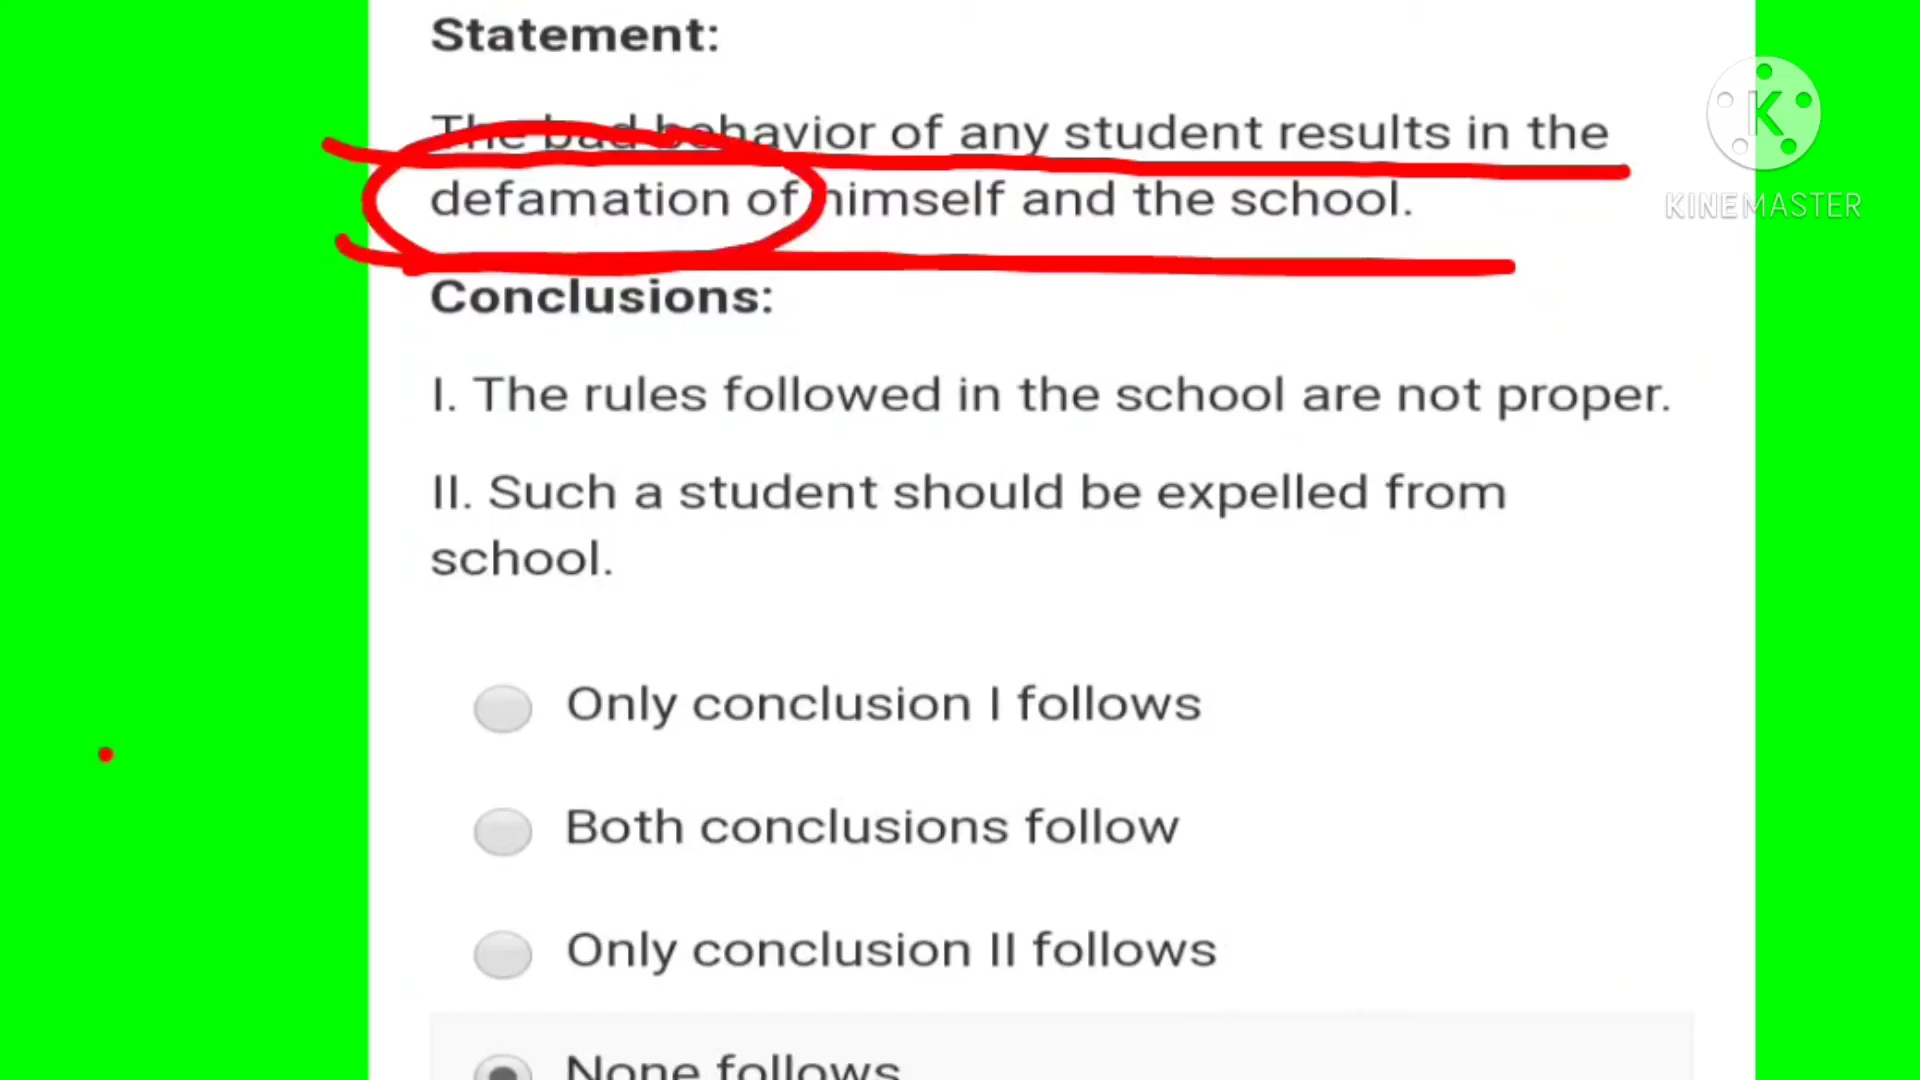 Statement:
The bad behavior of any student results in the
defamation of himself and the school.
Conclusions:
I. The rules followed in the school are not proper.
II. Such a student should be expelled from
school.
Only conclusion I follows
Both conclusions follow
Only conclusion II follows
None follows
K
KINEMASTER